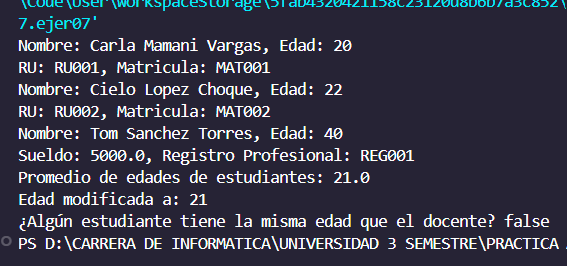 \Code\User\workspaceStorage\5fab4320421158c23120d8b6b7a3c852\
7.ejer07'
Nombre: Carla Mamani Vargas, Edad: 20
RU: RU001, Matricula: MAT001
Nombre: Cielo Lopez Choque, Edad: 22
RU: RU002, Matricula: MAT002
Nombre: Tom Sanchez Torres, Edad: 40
Sueldo: 5000.0, Registro Profesional: REG001
Promedio de edades de estudiantes: 21.0
Edad modificada a: 21
¿Algún estudiante tiene la misma edad que el docente? false
PS D:\CARRERA DE INFORMATICA\UNIVERSIDAD 3 SEMESTRE\PRACTICA